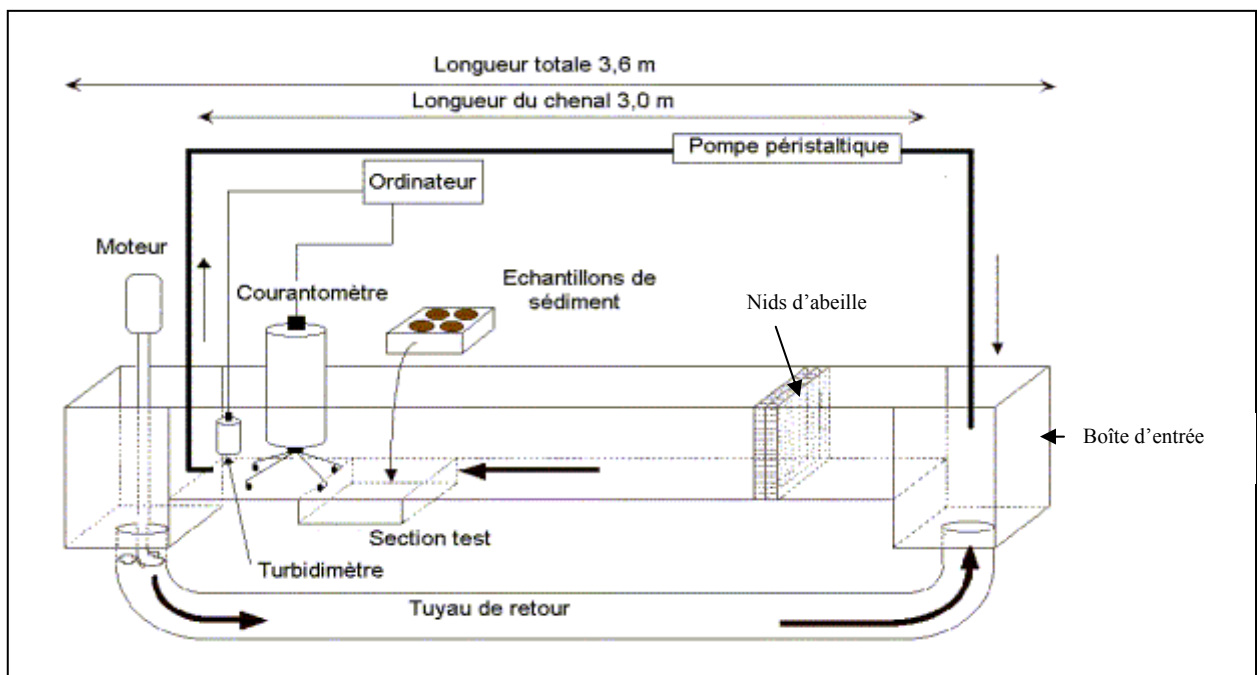 Longueur totale 3,6 m
Longueur du chenal 3,0 m
Pompe péristaltique
Ordinateur
Moteur
Courantomètre
Echantillons de
sédiment
Nids d’abeille
Boîte d’entrée
Section test
Turbidimètre
Tuyau de retour